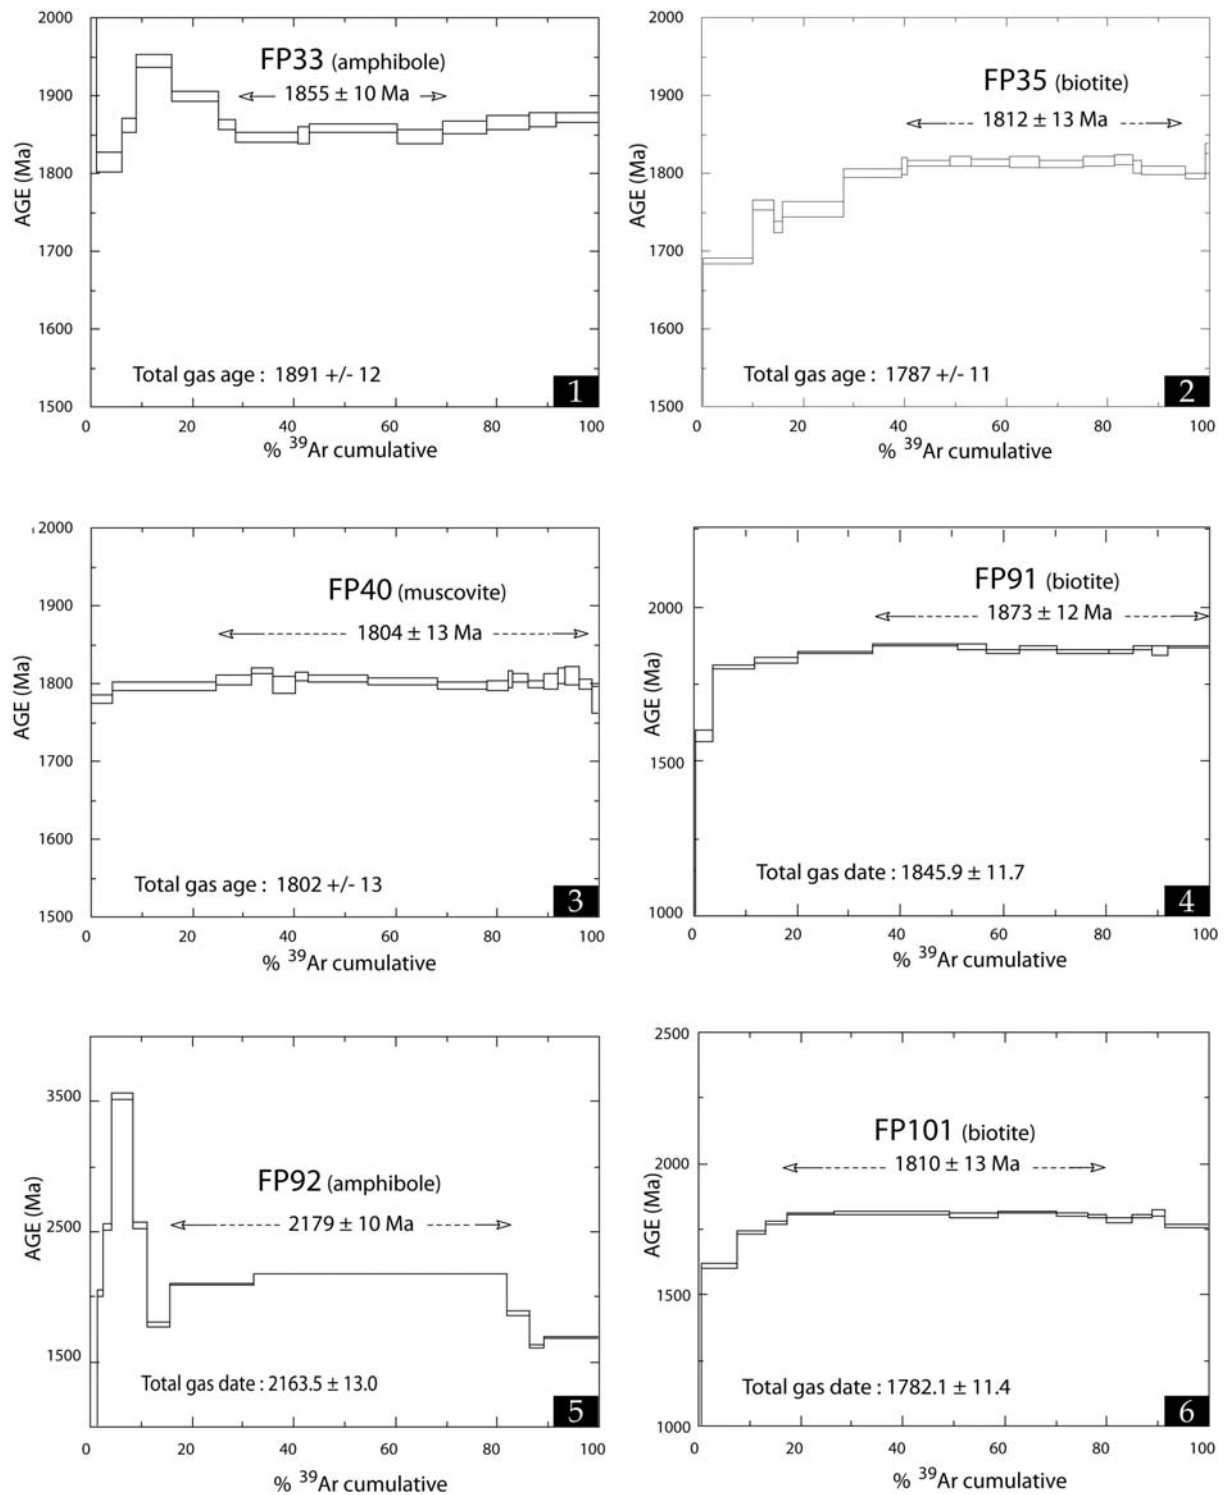 2000
1900
1800
1700
1600
1500
AGE (Ma)
FP33 (amphibole)
1855 ± 10 Ma
Total gas age : 1891 +/- 12
1
0 20 40 60 80 100
% ³⁹Ar cumulative
2000
1900
1800
1700
1600
1500
AGE (Ma)
FP35 (biotite)
1812 ± 13 Ma
Total gas age : 1787 +/- 11
2
0 20 40 60 80 100
% ³⁹Ar cumulative
2000
1900
1800
1700
1600
1500
AGE (Ma)
FP40 (muscovite)
1804 ± 13 Ma
Total gas age : 1802 +/- 13
3
0 20 40 60 80 100
% ³⁹Ar cumulative
2000
1500
1000
AGE (Ma)
FP91 (biotite)
1873 ± 12 Ma
Total gas date : 1845.9 ± 11.7
4
0 20 40 60 80 100
% ³⁹Ar cumulative
3500
2500
1500
AGE (Ma)
FP92 (amphibole)
2179 ± 10 Ma
Total gas date : 2163.5 ± 13.0
5
0 20 40 60 80 100
% ³⁹Ar cumulative
2500
2000
1500
1000
AGE (Ma)
FP101 (biotite)
1810 ± 13 Ma
Total gas date : 1782.1 ± 11.4
6
0 20 40 60 80 100
% ³⁹Ar cumulative